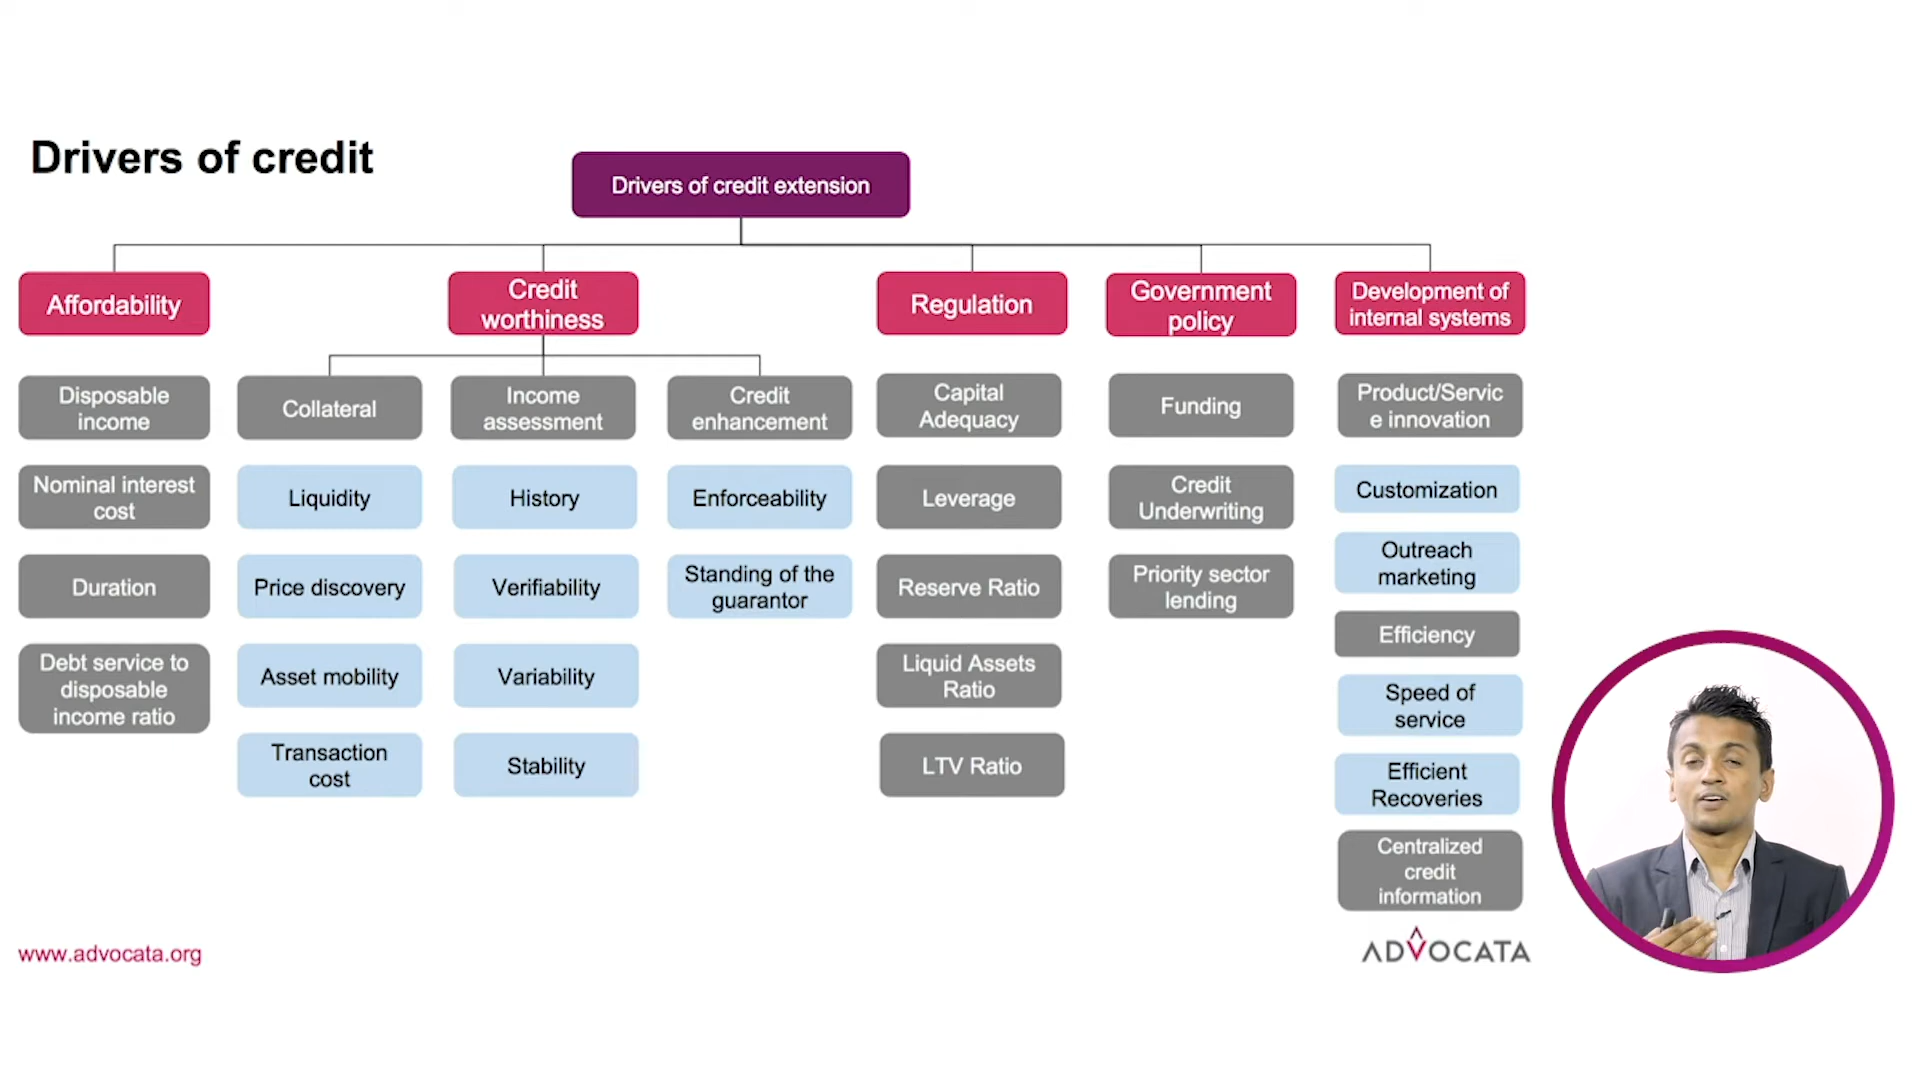 Drivers of credit
Drivers of credit extension
Affordability
Credit
worthiness
Regulation
Government
policy
Development of
internal systems
Disposable
income
Nominal interest
cost
Duration
Debt service to
disposable
income ratio
Collateral
Liquidity
Price discovery
Asset mobility
Transaction
cost
Income
assessment
History
Verifiability
Variability
Stability
Credit
enhancement
Enforceability
Standing of the
guarantor
Capital
Adequacy
Leverage
Reserve Ratio
Liquid Assets
Ratio
LTV Ratio
Funding
Credit
Underwriting
Priority sector
lending
Product/Servic
e innovation
Customization
Outreach
marketing
Efficiency
Speed of
service
Efficient
Recoveries
Centralized
credit
information
www.advocata.org
ADVOCATA